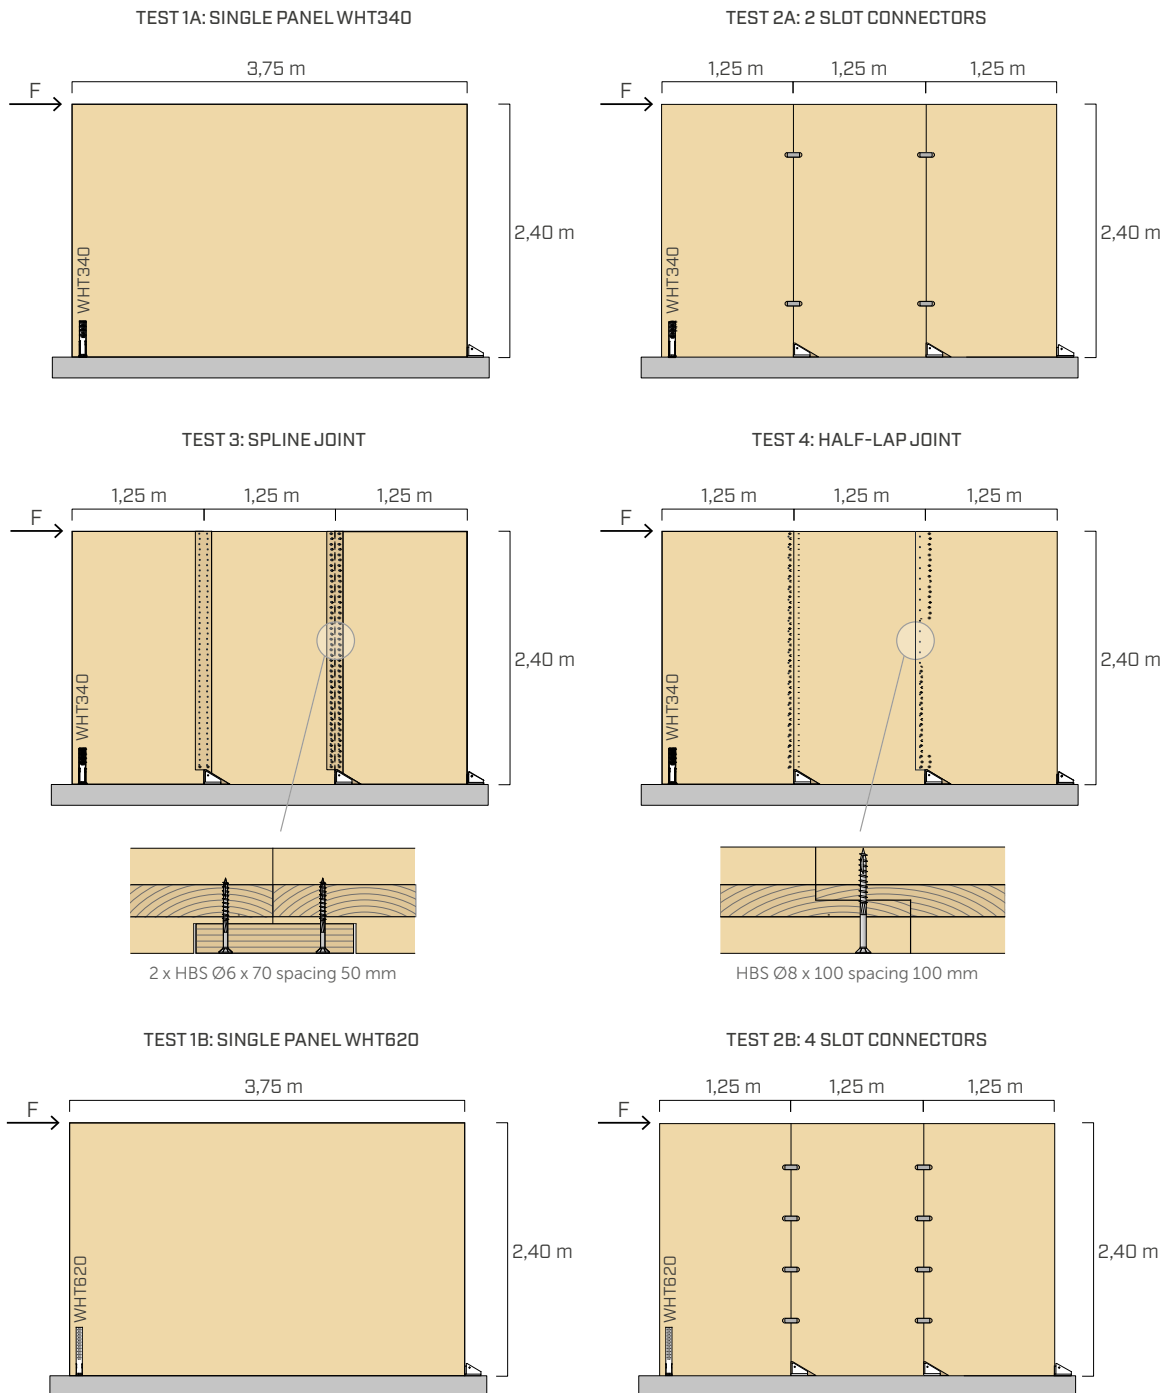 TEST 1A: SINGLE PANEL WHT340
TEST 2A: 2 SLOT CONNECTORS
3,75 m
1,25 m 1,25 m 1,25 m
F
F
2,40 m
2,40 m
WHT340
WHT340
TEST 3: SPLINE JOINT
TEST 4: HALF-LAP JOINT
1,25 m 1,25 m 1,25 m
1,25 m 1,25 m 1,25 m
F
F
2,40 m
2,40 m
WHT340
WHT340
2 x HBS Ø6 x 70 spacing 50 mm
HBS Ø8 x 100 spacing 100 mm
TEST 1B: SINGLE PANEL WHT620
TEST 2B: 4 SLOT CONNECTORS
3,75 m
1,25 m 1,25 m 1,25 m
F
F
2,40 m
2,40 m
WHT620
WHT620